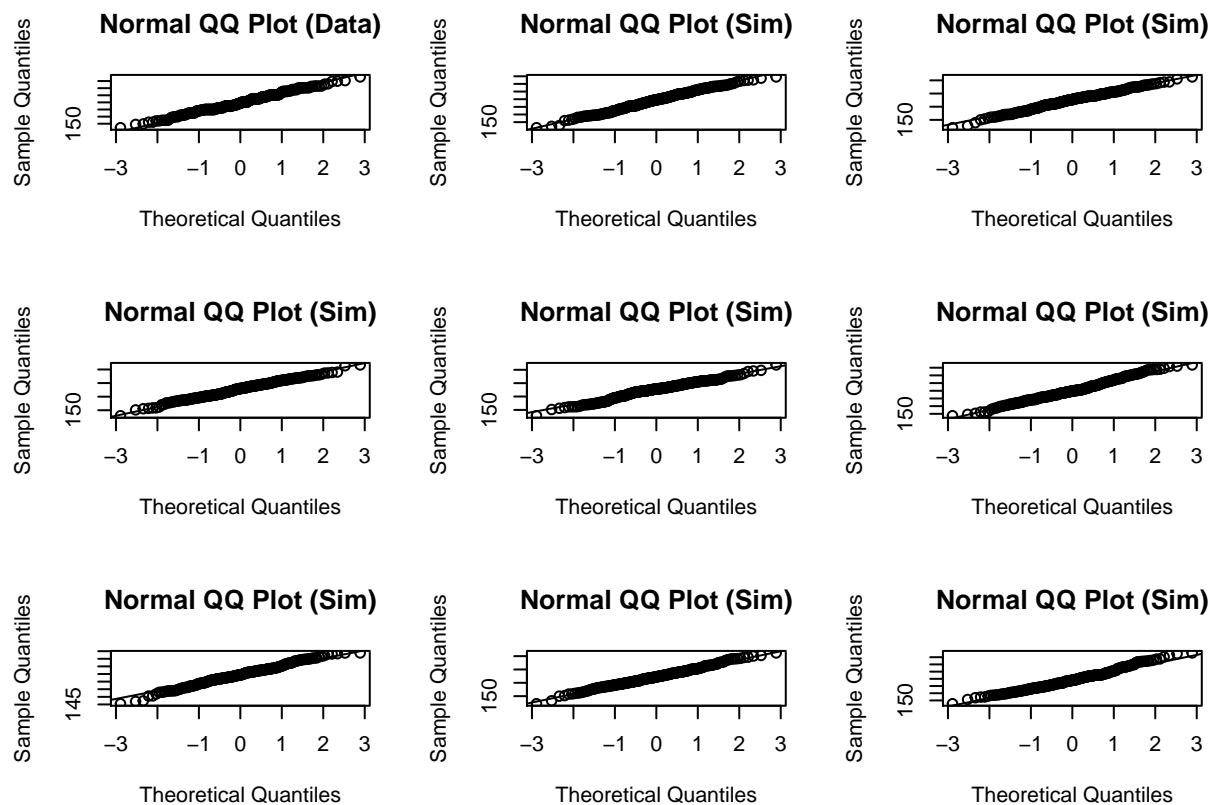 Normal QQ Plot (Data)
Sample Quantiles
150
−3 −1 0 1 2 3
Theoretical Quantiles
Normal QQ Plot (Sim)
Sample Quantiles
150
−3 −1 0 1 2 3
Theoretical Quantiles
Normal QQ Plot (Sim)
Sample Quantiles
150
−3 −1 0 1 2 3
Theoretical Quantiles
Normal QQ Plot (Sim)
Sample Quantiles
150
−3 −1 0 1 2 3
Theoretical Quantiles
Normal QQ Plot (Sim)
Sample Quantiles
150
−3 −1 0 1 2 3
Theoretical Quantiles
Normal QQ Plot (Sim)
Sample Quantiles
150
−3 −1 0 1 2 3
Theoretical Quantiles
Normal QQ Plot (Sim)
Sample Quantiles
145
−3 −1 0 1 2 3
Theoretical Quantiles
Normal QQ Plot (Sim)
Sample Quantiles
150
−3 −1 0 1 2 3
Theoretical Quantiles
Normal QQ Plot (Sim)
Sample Quantiles
150
−3 −1 0 1 2 3
Theoretical Quantiles